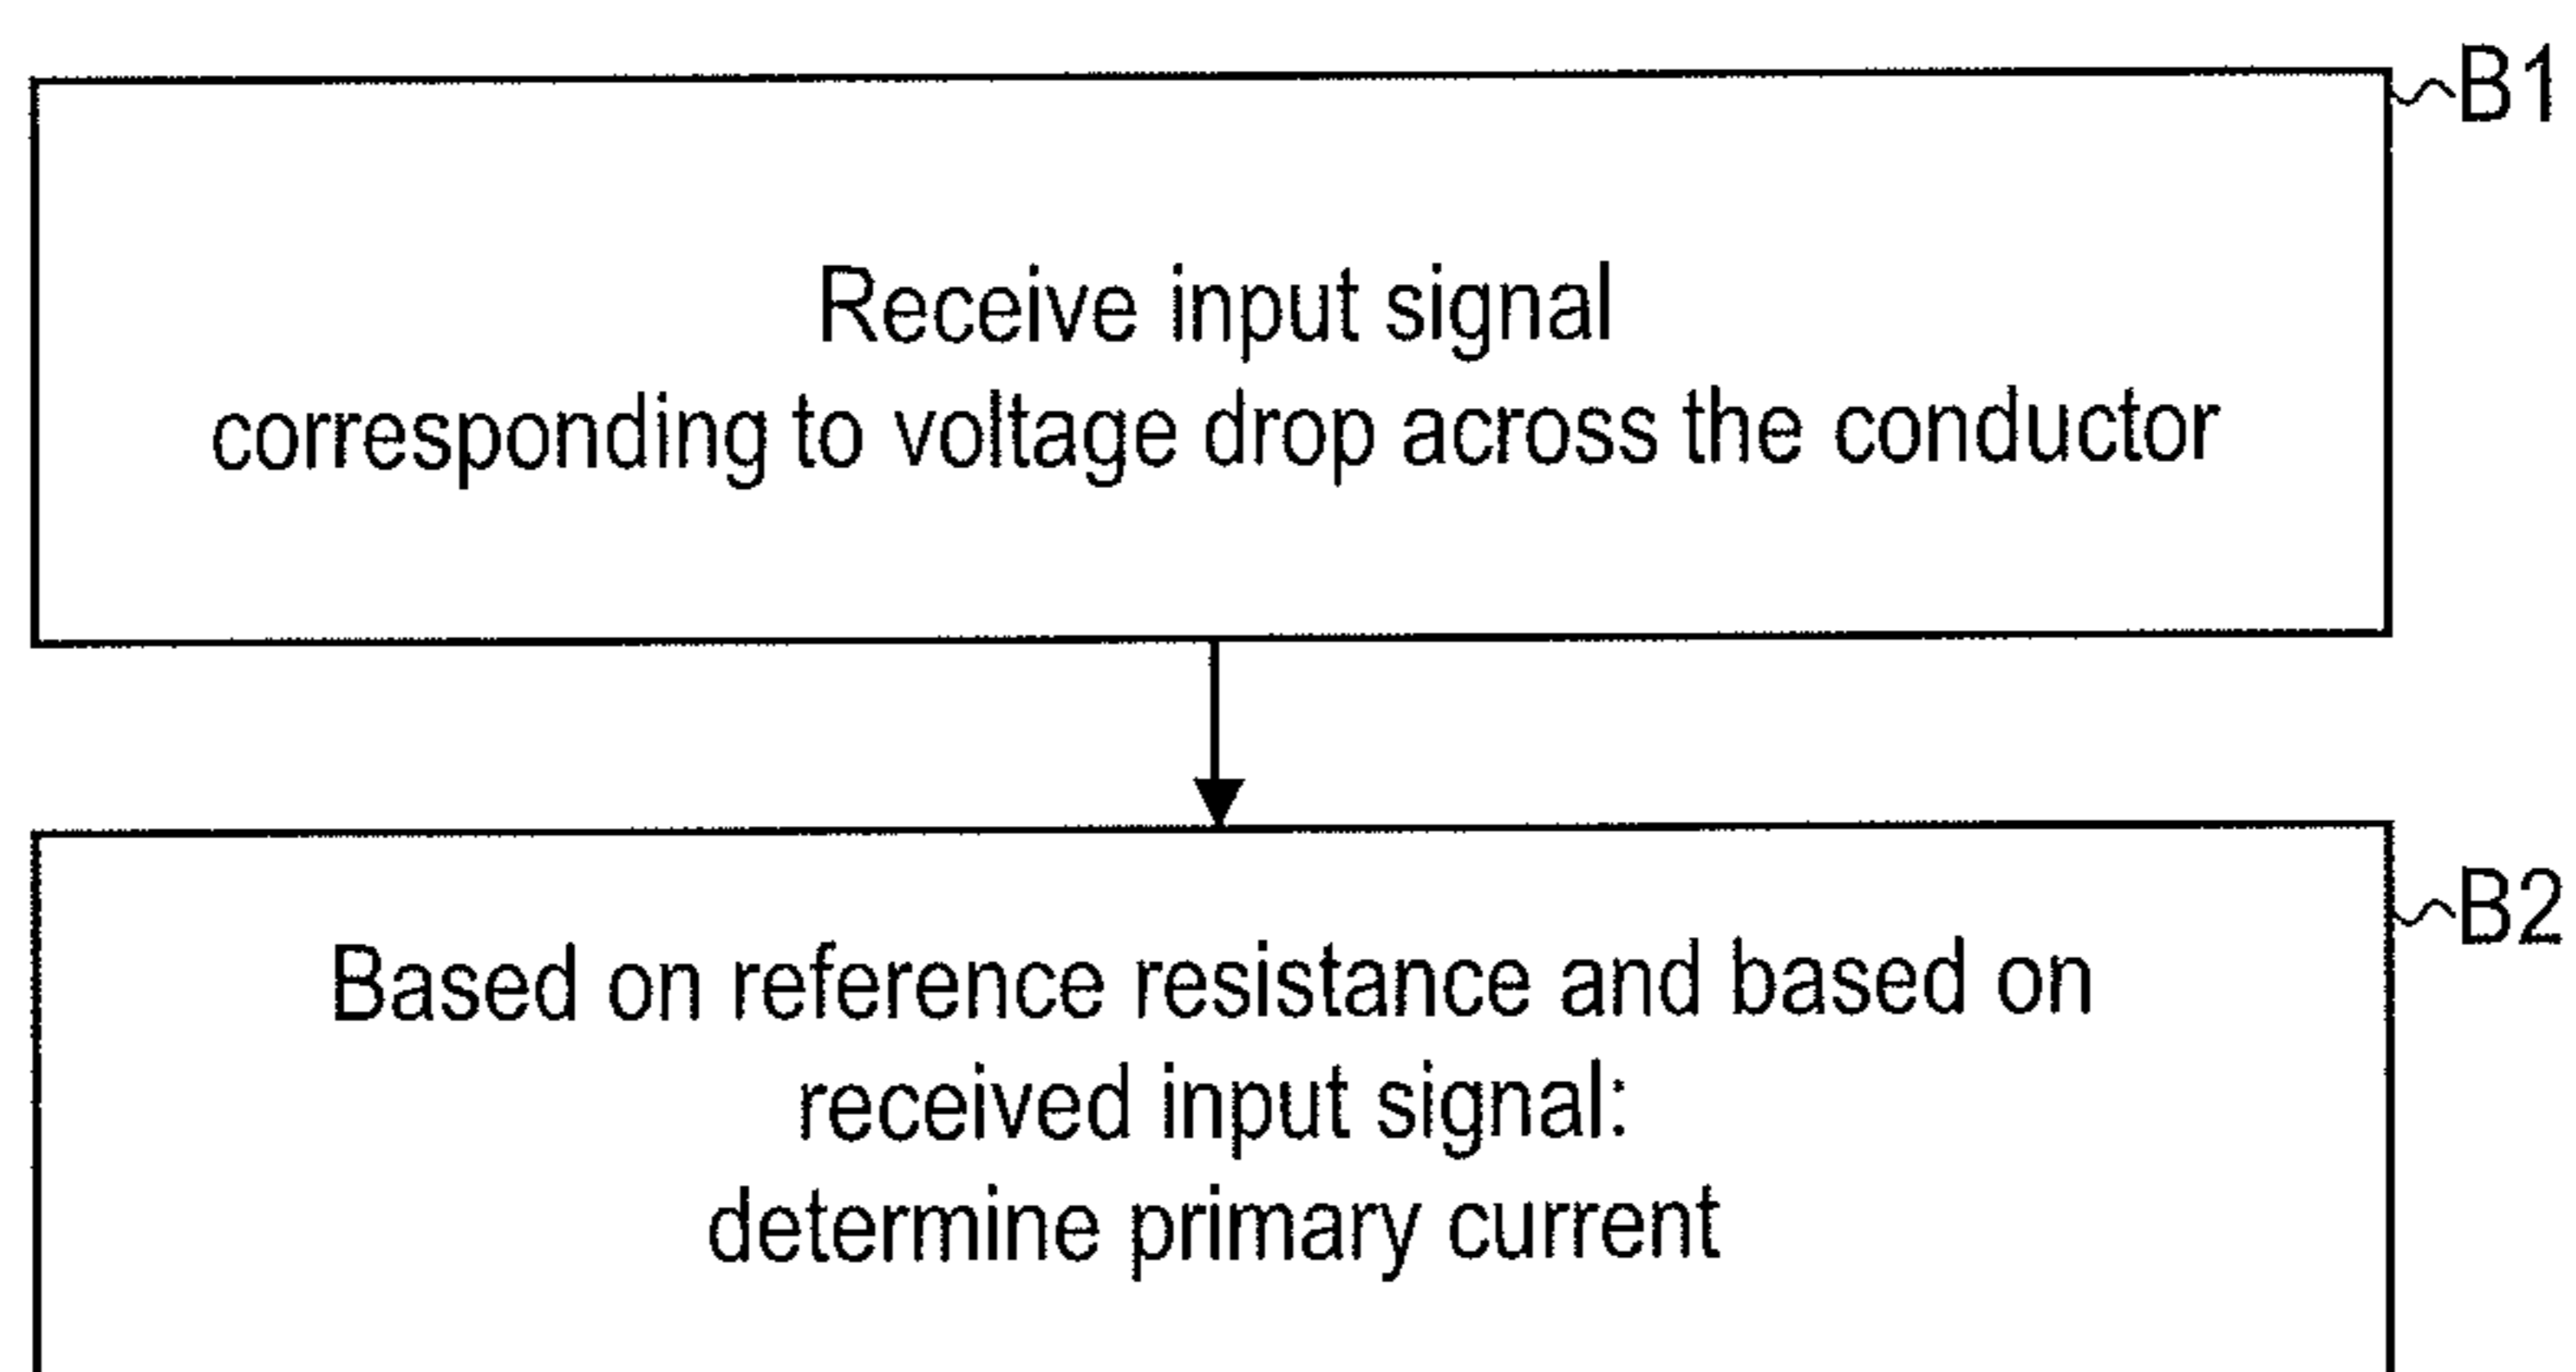 B1
Receive input signal
corresponding to voltage drop across the conductor
B2
Based on reference resistance and based on
received input signal:
determine primary current